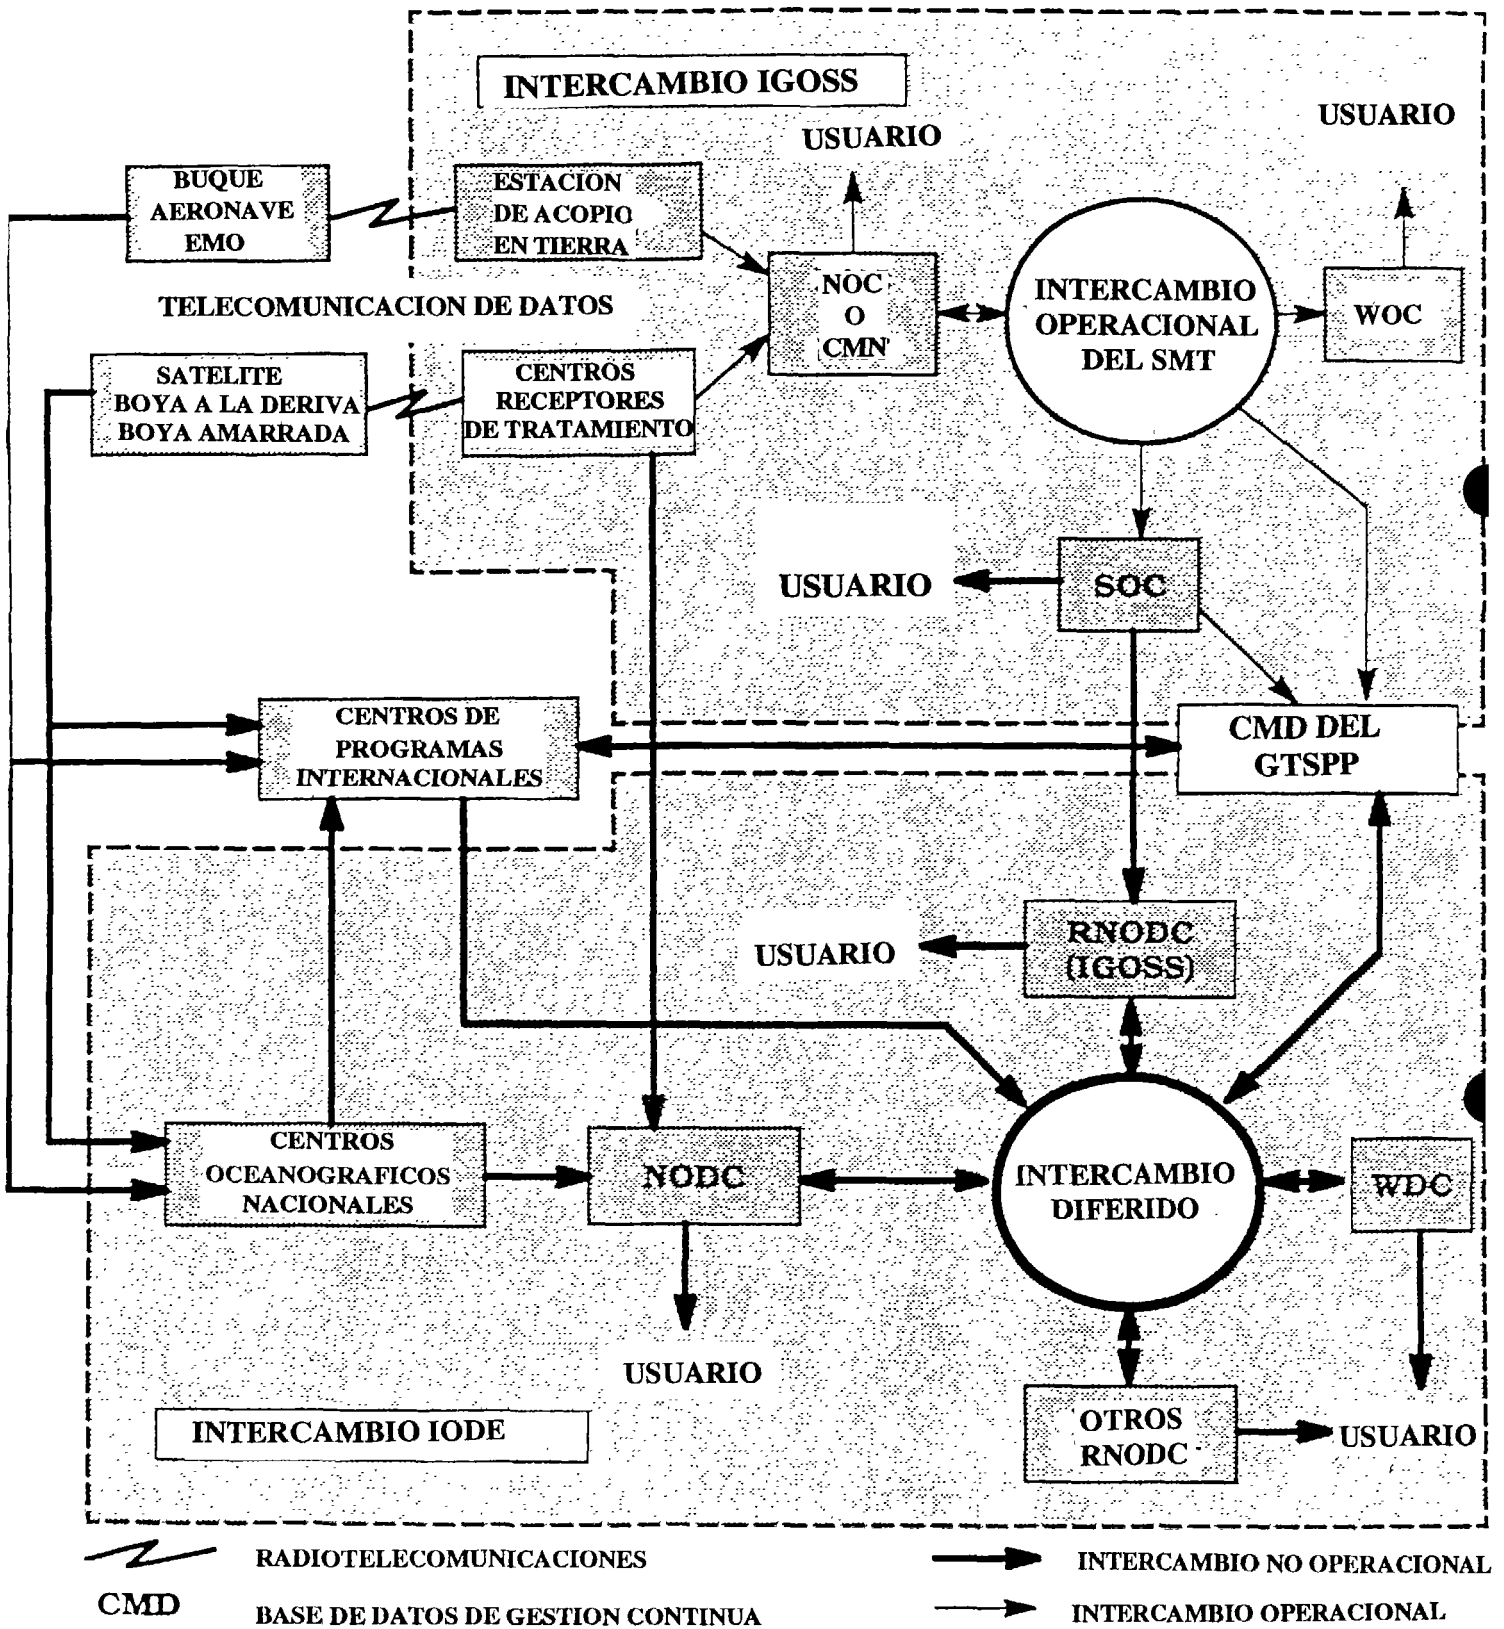 INTERCAMBIO IGOSS
USUARIO
USUARIO
BUQUE
AERONAVE
EMO
ESTACION
DE ACOPIO
EN TIERRA
NOC
O
CMN
INTERCAMBIO
OPERACIONAL
DEL SMT
WOC
TELECOMUNICACION DE DATOS
SATELITE
BOYA A LA DERIVA
BOYA AMARRADA
CENTROS
RECEPTORES
DE TRATAMIENTO
USUARIO
SOC
CENTROS DE
PROGRAMAS
INTERNACIONALES
CMD DEL
GTSPP
USUARIO
RNODC
(IGOSS)
CENTROS
OCEANOGRAFICOS
NACIONALES
NODC
INTERCAMBIO
DIFERIDO
WDC
USUARIO
INTERCAMBIO IODE
OTROS
RNODC
USUARIO
RADIOTELECOMUNICACIONES
INTERCAMBIO NO OPERACIONAL
CMD
BASE DE DATOS DE GESTION CONTINUA
INTERCAMBIO OPERACIONAL